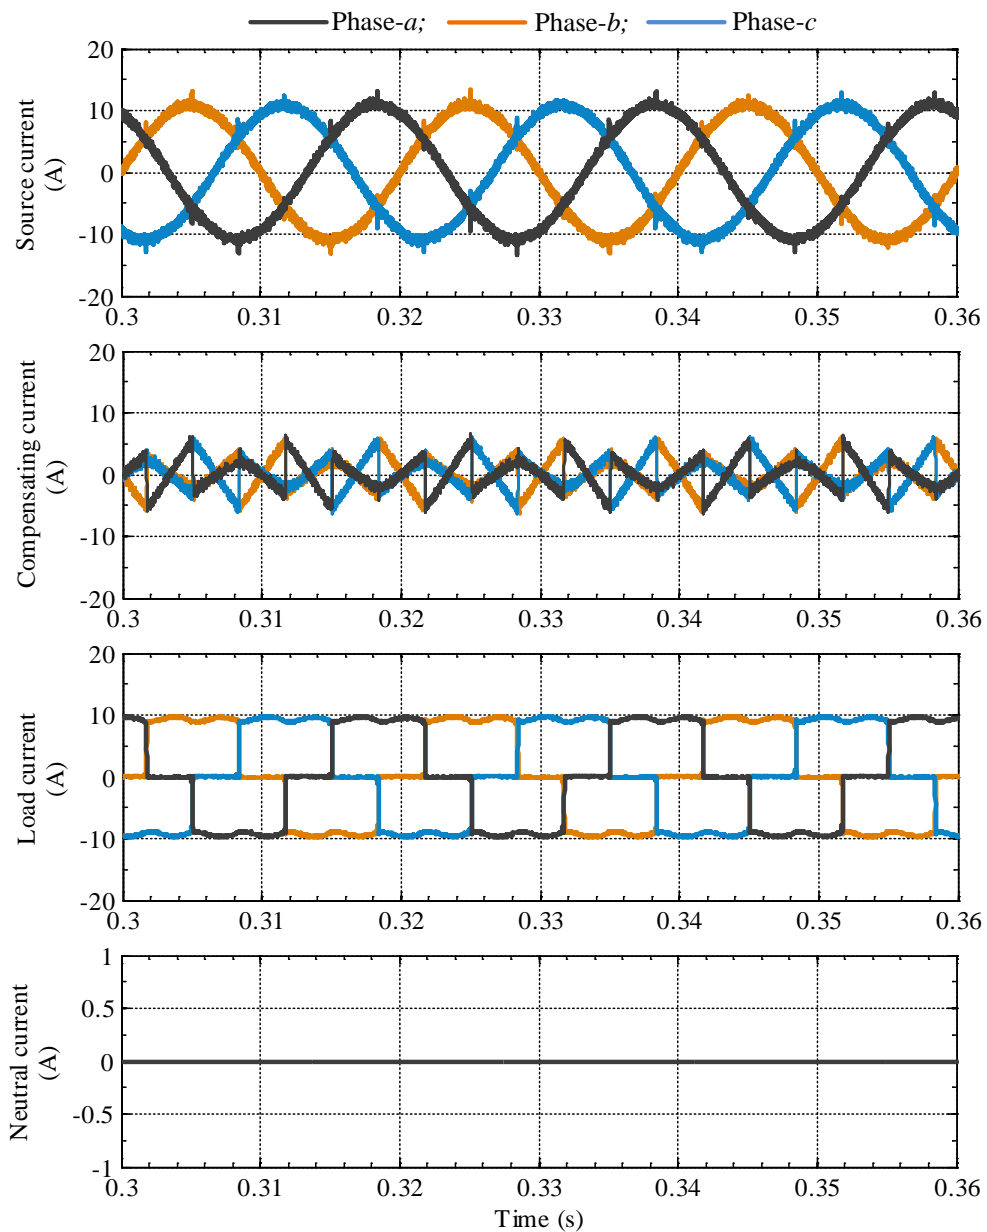 Phase-a; Phase-b; Phase-c
Source current
(A)
20
10
0
-10
-20
0.3 0.31 0.32 0.33 0.34 0.35 0.36
Compensating current
(A)
20
10
0
-10
-20
0.3 0.31 0.32 0.33 0.34 0.35 0.36
Load current
(A)
20
10
0
-10
-20
0.3 0.31 0.32 0.33 0.34 0.35 0.36
Neutral current
(A)
1
0.5
0
-0.5
-1
0.3 0.31 0.32 0.33 0.34 0.35 0.36
Time (s)